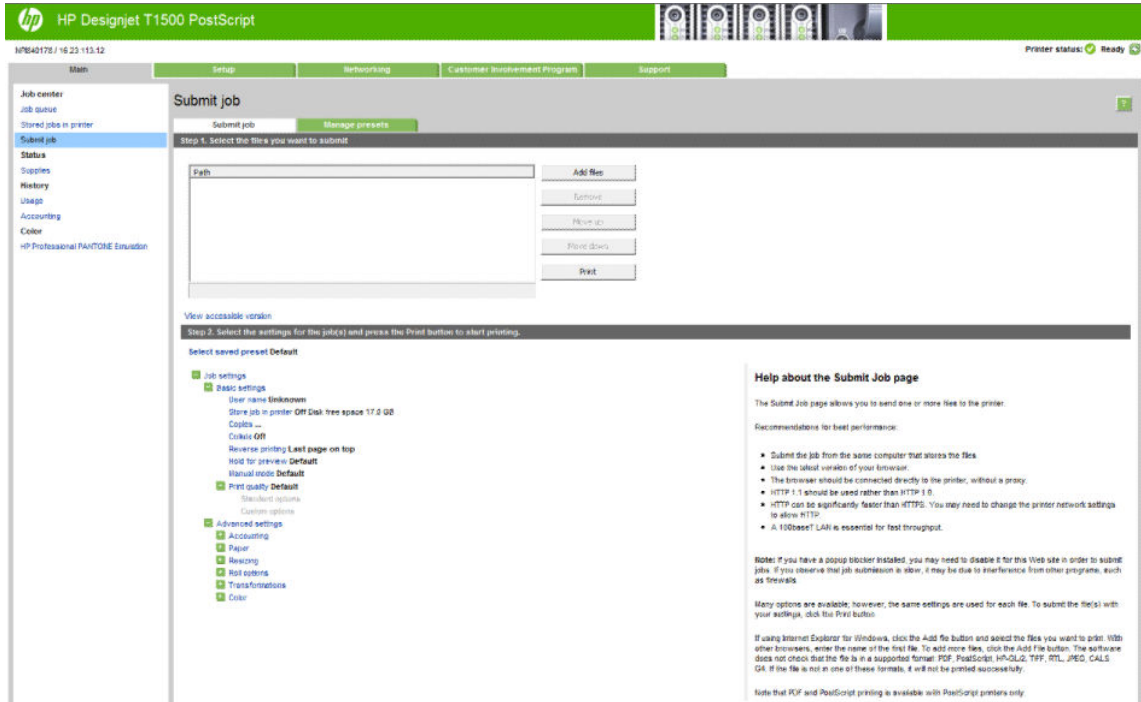 hp HP Designjet T1500 PostScript
NPI840178 / 16.23.113.12
Printer status: Ready
Main Setup Networking Customer Involvement Program Support
Job center
Job queue
Stored jobs in printer
Submit job
Status
Supplies
History
Usage
Accounting
Color
HP Professional PANTONE Emulation
Submit job
?
Submit job Manage presets
Step 1. Select the files you want to submit
Path
Add files
Remove
Move up
Move down
Print
View accessible version
Step 2. Select the settings for the job(s) and press the Print button to start printing.
Select saved preset Default
Job settings
Basic settings
User name Unknown
Store job in printer Off Disk free space 17.0 GB
Copies ...
Collate Off
Reverse printing Last page on top
Hold for preview Default
Manual mode Default
Print quality Default
Standard options
Custom options
Advanced settings
Accounting
Paper
Resizing
Roll options
Transformations
Color
Help about the Submit Job page
The Submit Job page allows you to send one or more files to the printer.
Recommendations for best performance:
Submit the job from the same computer that stores the files.
Use the latest version of your browser.
The browser should be connected directly to the printer, without a proxy.
HTTP 1.1 should be used rather than HTTP 1.0.
HTTP can be significantly faster than HTTPS. You may need to change the printer network settings
to allow HTTP.
A 100baseT LAN is essential for fast throughput.
Note: If you have a popup blocker installed, you may need to disable it for this Web site in order to submit
jobs. If you observe that job submission is slow, it may be due to interference from other programs, such
as firewalls.
Many options are available; however, the same settings are used for each file. To submit the file(s) with
your settings, click the Print button.
If using Internet Explorer for Windows, click the Add file button and select the files you want to print. With
other browsers, enter the name of the first file. To add more files, click the Add File button. The software
does not check that the file is in a supported format: PDF, PostScript, HP-GL/2, TIFF, RTL, JPEG, CALS
G4. If the file is not in one of these formats, it will not be printed successfully.
Note that PDF and PostScript printing is available with PostScript printers only.